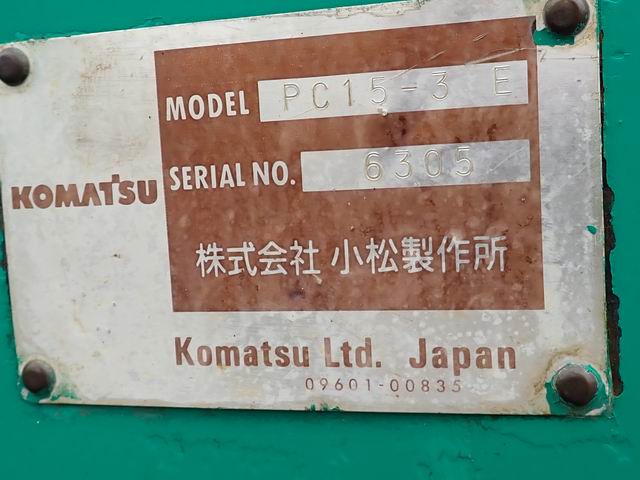 MODEL PC15-3 E
SERIAL NO. 6305
KOMATSU
株式会社 小松製作所
Komatsu Ltd. Japan
09601-00835